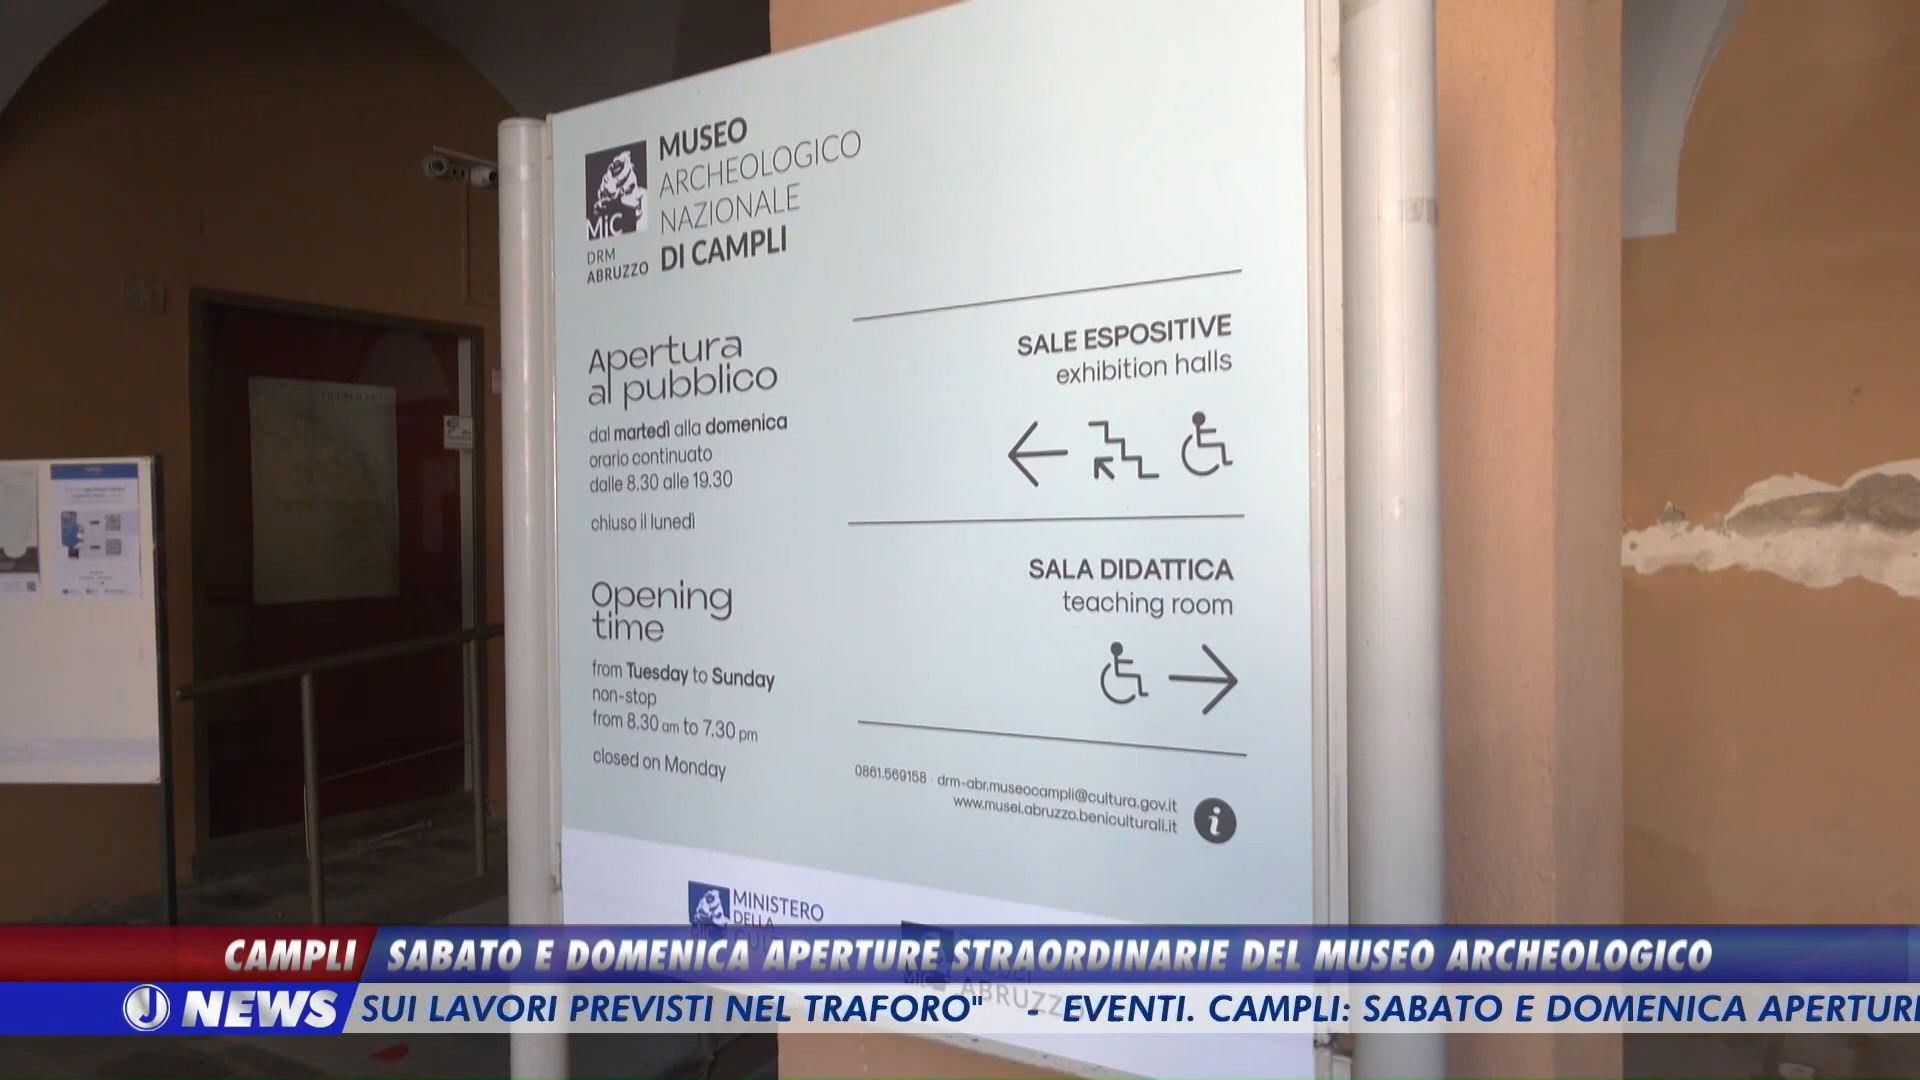 MUSEO
ARCHEOLOGICO
NAZIONALE
DI CAMPLI
MiC
DRM
ABRUZZO
Apertura
al pubblico
dal martedì alla domenica
orario continuato
dalle 8.30 alle 19.30
chiuso il lunedì
Opening
time
from Tuesday to Sunday
non-stop
from 8.30 am to 7.30 pm
closed on Monday
SALE ESPOSITIVE
exhibition halls
SALA DIDATTICA
teaching room
0861.569158 - drm-abr.museocampli@cultura.gov.it
www.musei.abruzzo.beniculturali.it
i
MINISTERO
DELLA
ABRUZZO
CAMPLI SABATO E DOMENICA APERTURE STRAORDINARIE DEL MUSEO ARCHEOLOGICO
J NEWS SUI LAVORI PREVISTI NEL TRAFORO" - EVENTI. CAMPLI: SABATO E DOMENICA APERTURE